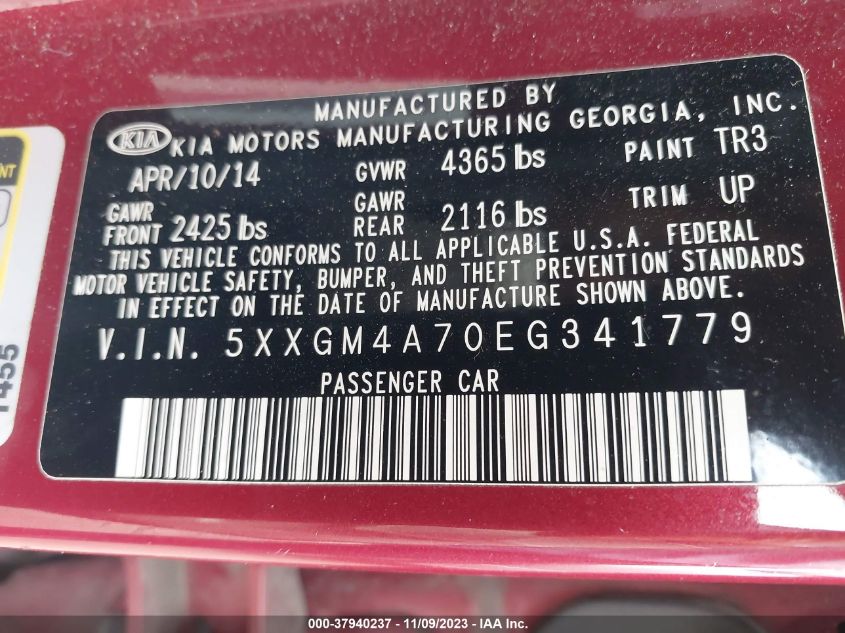 MANUFACTURED BY
KIA KIA MOTORS MANUFACTURING GEORGIA, INC.
APR/10/14 GVWR 4365 lbs PAINT TR3
GAWR FRONT 2425 lbs GAWR REAR 2116 lbs TRIM UP
THIS VEHICLE CONFORMS TO ALL APPLICABLE U.S.A. FEDERAL
MOTOR VEHICLE SAFETY, BUMPER, AND THEFT PREVENTION STANDARDS
IN EFFECT ON THE DATE OF MANUFACTURE SHOWN ABOVE.
V.I.N. 5XXGM4A70EG341779
PASSENGER CAR
000-37940237 - 11/09/2023 - IAA Inc.